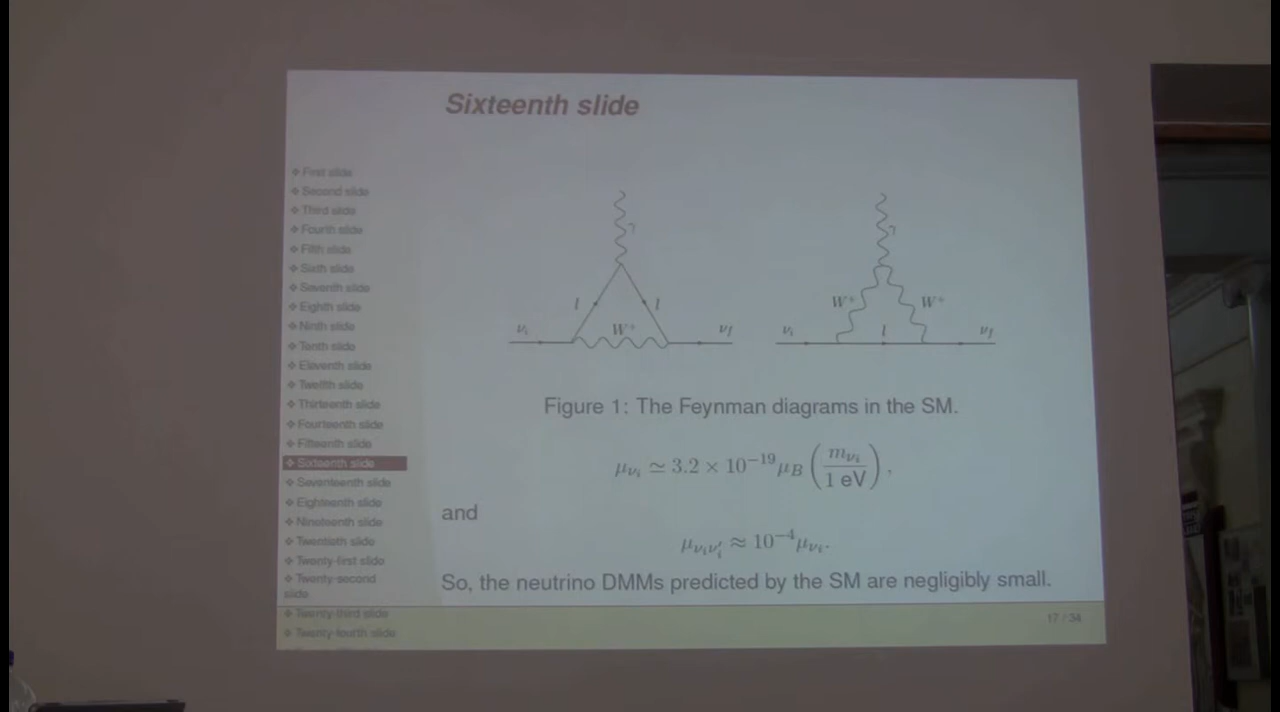 Sixteenth slide
❖ First slide
❖ Second slide
❖ Third slide
❖ Fourth slide
❖ Fifth slide
❖ Sixth slide
❖ Seventh slide
❖ Eighth slide
❖ Ninth slide
❖ Tenth slide
❖ Eleventh slide
❖ Twelfth slide
❖ Thirteenth slide
❖ Fourteenth slide
❖ Fifteenth slide
❖ Sixteenth slide
❖ Seventeenth slide
❖ Eighteenth slide
❖ Nineteenth slide
❖ Twentieth slide
❖ Twenty-first slide
❖ Twenty-second
slide
❖ Twenty-third slide
❖ Twenty-fourth slide
γ
l l
ν_i W⁺ ν_f
γ
W⁺ W⁺
ν_i l ν_f
Figure 1: The Feynman diagrams in the SM.
μ_{ν_i} ≃ 3.2 × 10⁻¹⁹ μ_B (m_{ν_i} / 1 eV),
and
μ_{ν_i ν_i′} ≈ 10⁻⁴ μ_{ν_i}.
So, the neutrino DMMs predicted by the SM are negligibly small.
17 / 34